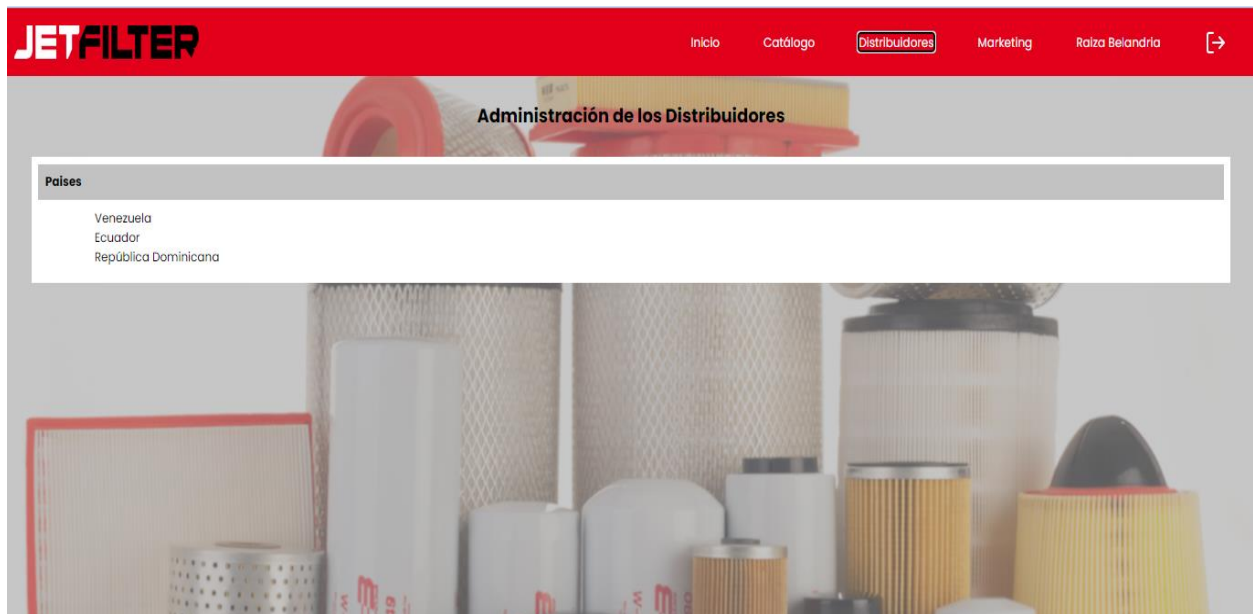 JETFILTER
Inicio
Catálogo
Distribuidores
Marketing
Raiza Belandria
Administración de los Distribuidores
Paises
Venezuela
Ecuador
República Dominicana